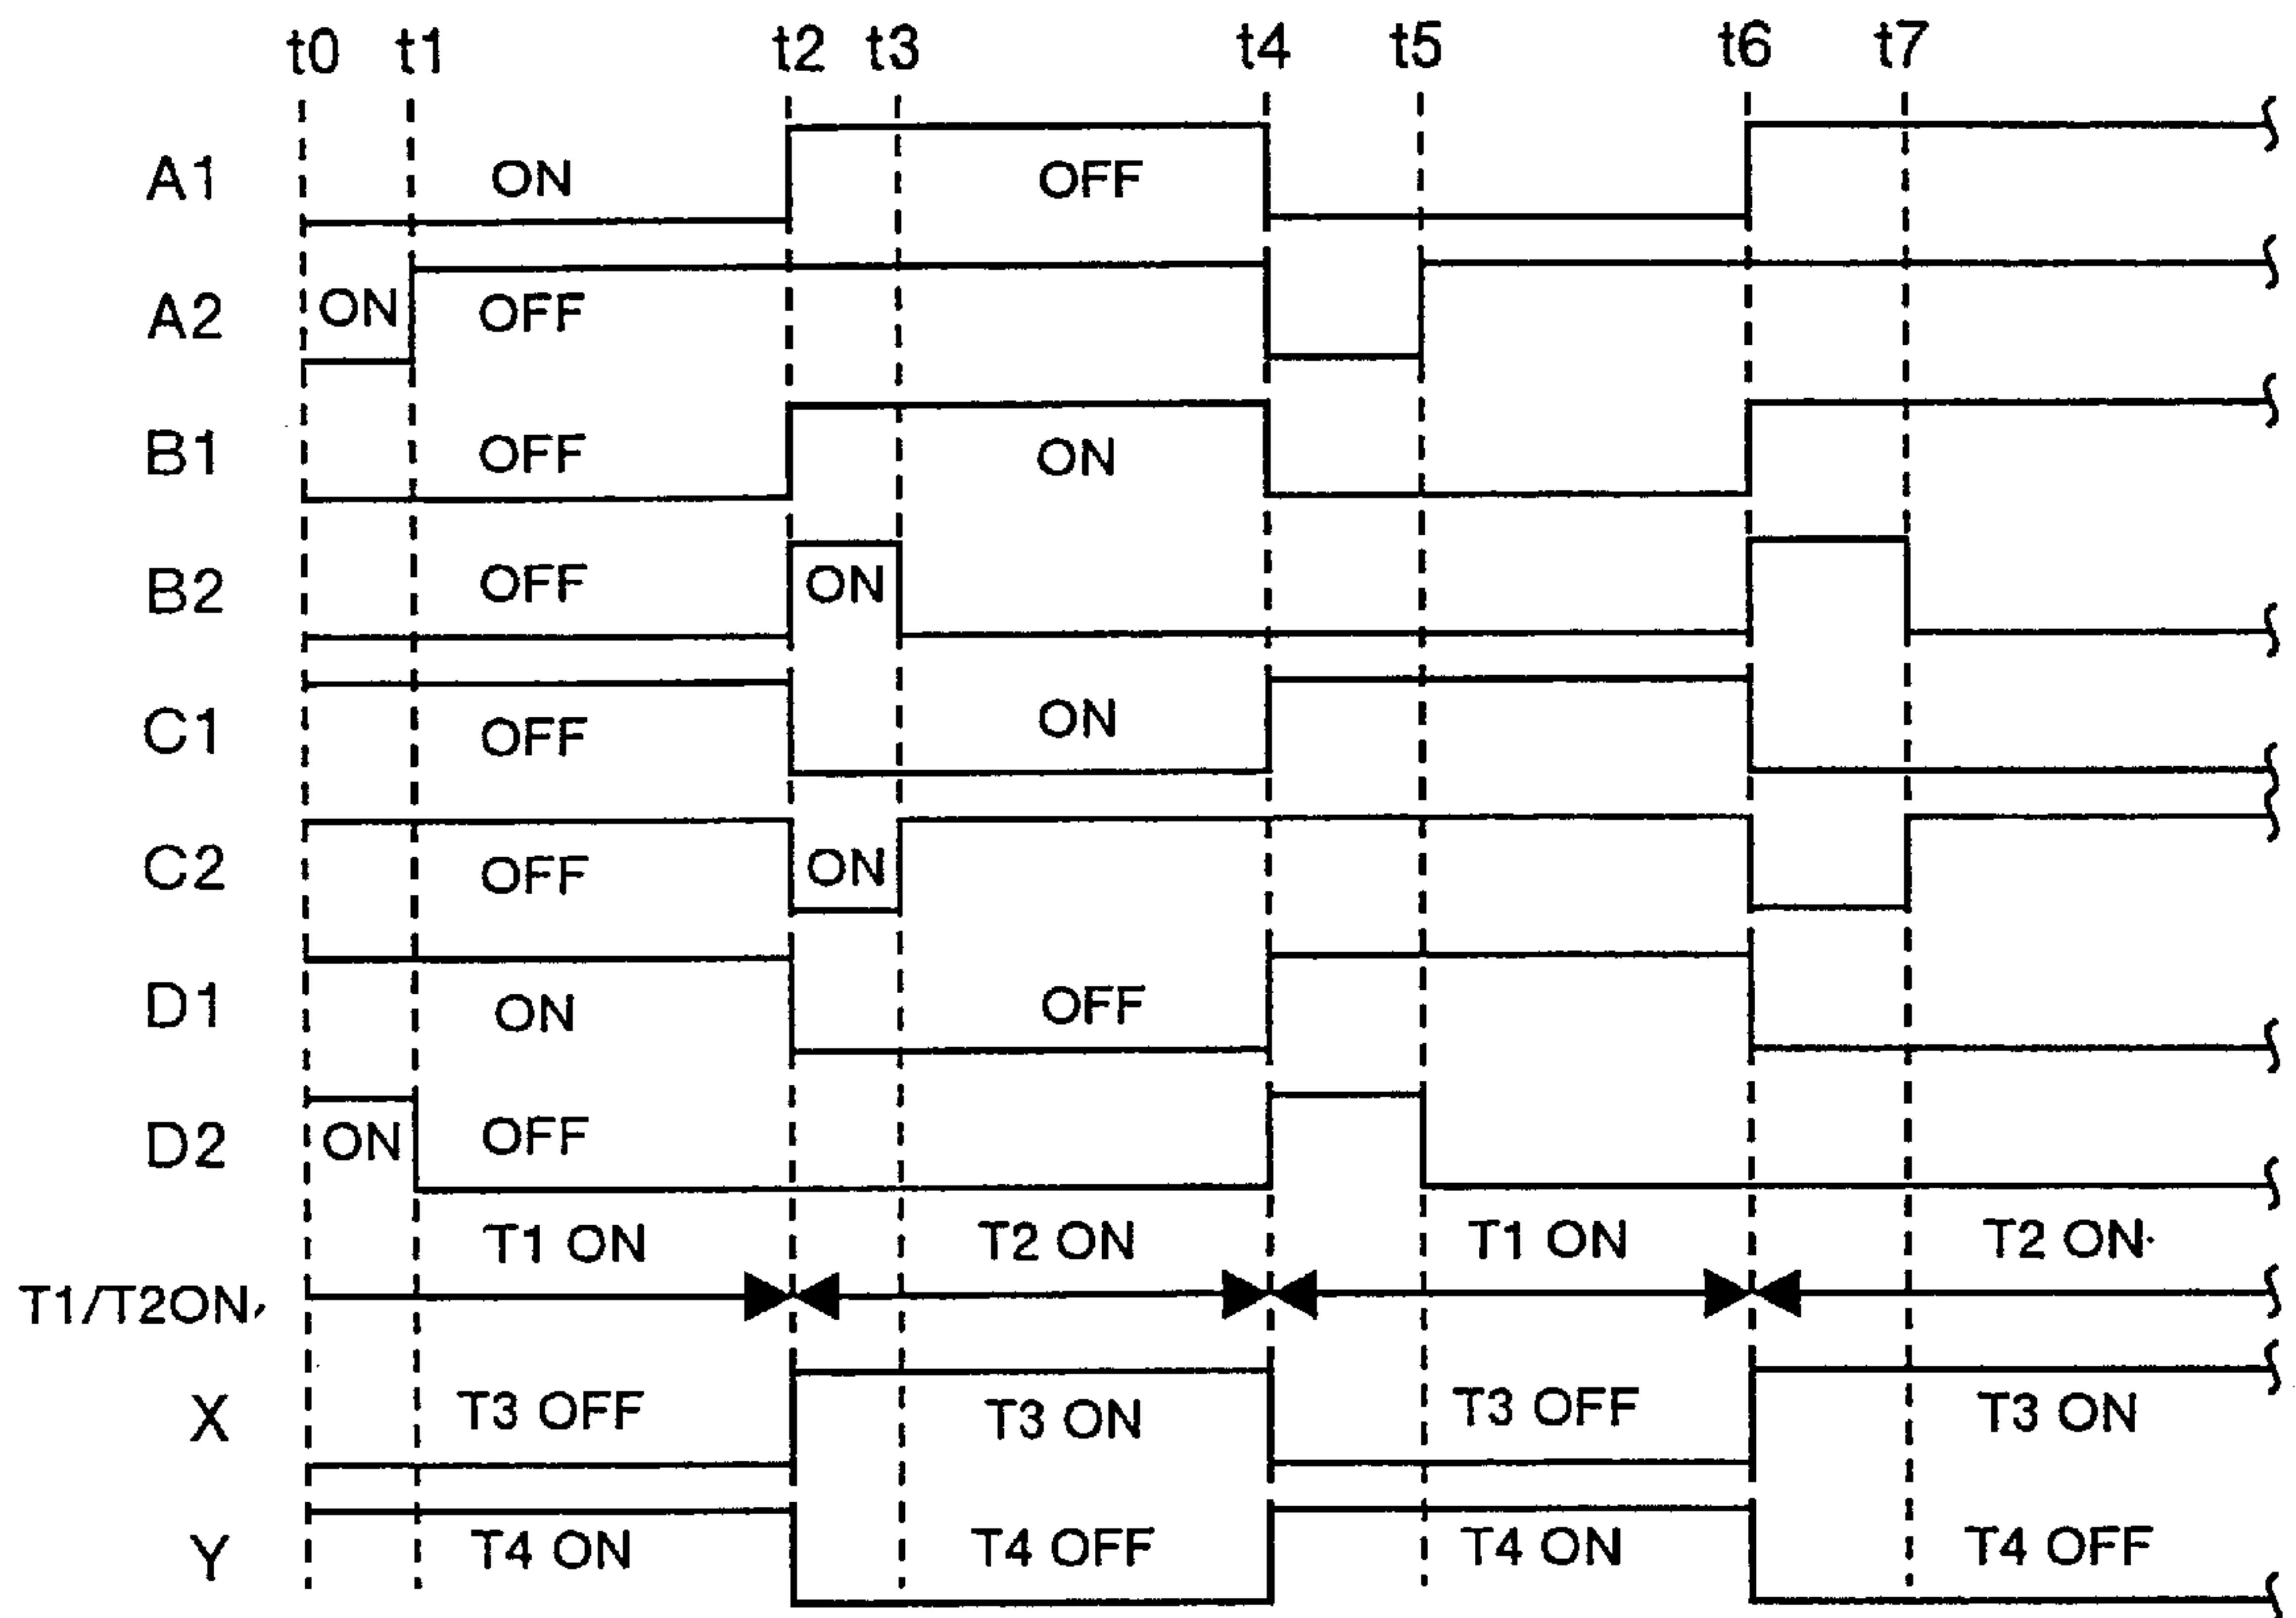 t0 t1 t2 t3 t4 t5 t6 t7
A1 ON OFF
A2 ON OFF
B1 OFF ON
B2 OFF ON
C1 OFF ON
C2 OFF ON
D1 ON OFF
D2 ON OFF
T1 ON T2 ON T1 ON T2 ON
T1/T2ON,
X T3 OFF T3 ON T3 OFF T3 ON
Y T4 ON T4 OFF T4 ON T4 OFF